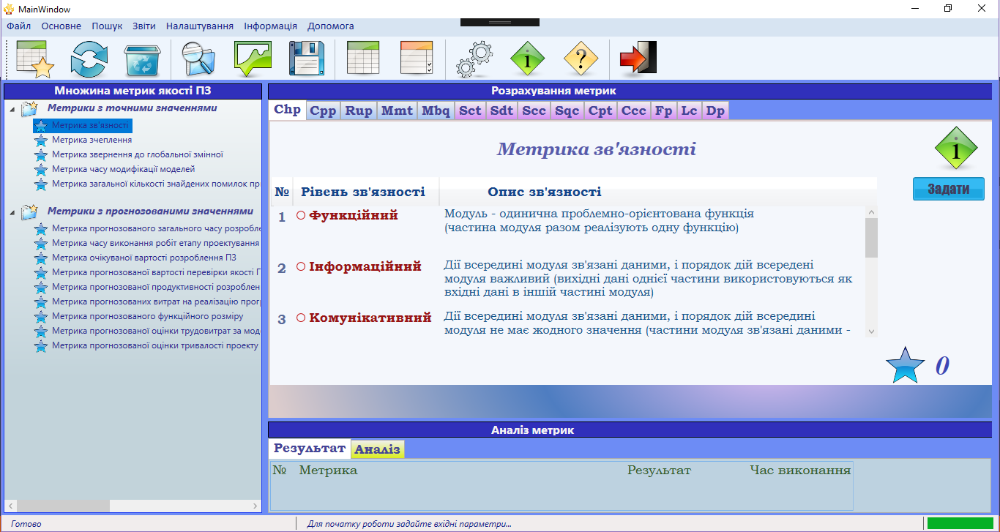 MainWindow
Файл Основне Пошук Звіти Налаштування Інформація Допомога
Множина метрик якості ПЗ
Метрики з точними значеннями
Метрика зв'язності
Метрика зчеплення
Метрика звернення до глобальної змінної
Метрика часу модифікації моделей
Метрика загальної кількості знайдених помилок пр
Метрики з прогнозованими значеннями
Метрика прогнозованого загального часу розробле
Метрика часу виконання робіт етапу проектування
Метрика очікуваної вартості розроблення ПЗ
Метрика прогнозованої вартості перевірки якості П
Метрика прогнозованої продуктивності розроблен
Метрика прогнозованих витрат на реалізацію прог
Метрика прогнозованого функційного розміру
Метрика прогнозованої оцінки трудовитрат за мод
Метрика прогнозованої оцінки тривалості проекту
Розрахування метрик
Chp Cpp Rup Mmt Mbq Sct Sdt Scc Sqc Cpt Ccc Fp Lc Dp
Метрика зв'язності
i
Задати
№ Рівень зв'язності Опис зв'язності
1 Функційний Модуль - одинична проблемно-орієнтована функція
(частина модуля разом реалізують одну функцію)
2 Інформаційний Дії всередині модуля зв'язані даними, і порядок дій всередені
модуля важливий (вихідні дані однієї частини використовуються як
вхідні дані в іншій частині модуля)
3 Комунікативний Дії всередині модуля зв'язані даними, і порядок дій всередині
модуля не має жодного значення (частини модуля зв'язані даними -
0
Аналіз метрик
Результат Аналіз
№ Метрика Результат Час виконання
Готово Для початку роботи задайте вхідні параметри...